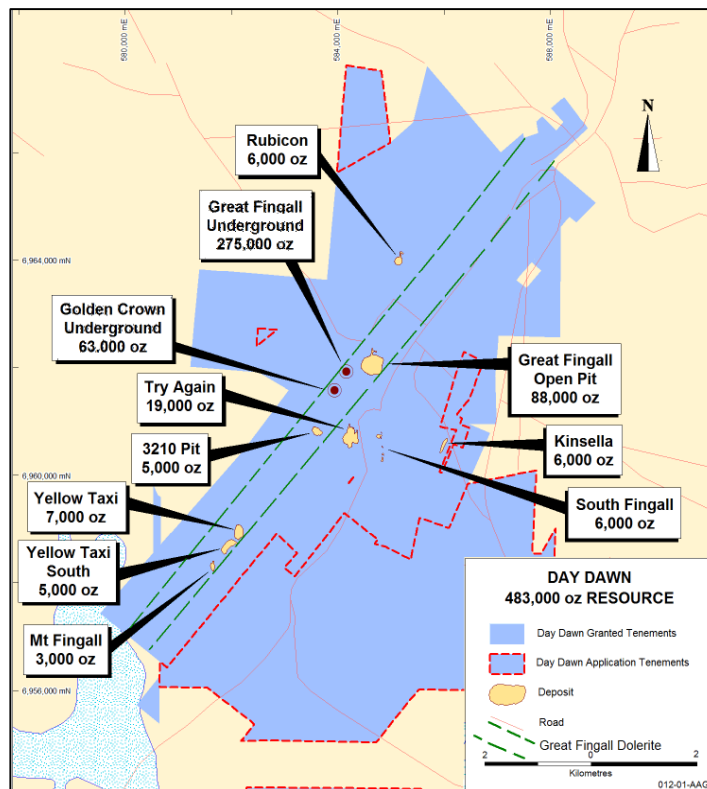 580,000 mE
584,000 mE
588,000 mE
N
Rubicon
6,000 oz
Great Fingall
Underground
275,000 oz
6,964,000 mN
Golden Crown
Underground
63,000 oz
Great Fingall
Open Pit
88,000 oz
Try Again
19,000 oz
3210 Pit
5,000 oz
Kinsella
6,000 oz
6,960,000 mN
Yellow Taxi
7,000 oz
South Fingall
6,000 oz
Yellow Taxi
South
5,000 oz
Mt Fingall
3,000 oz
6,956,000 mN
DAY DAWN
483,000 oz RESOURCE
Day Dawn Granted Tenements
Day Dawn Application Tenements
Deposit
Road
Great Fingall Dolerite
2 0 2
Kilometres
012-01-AAG